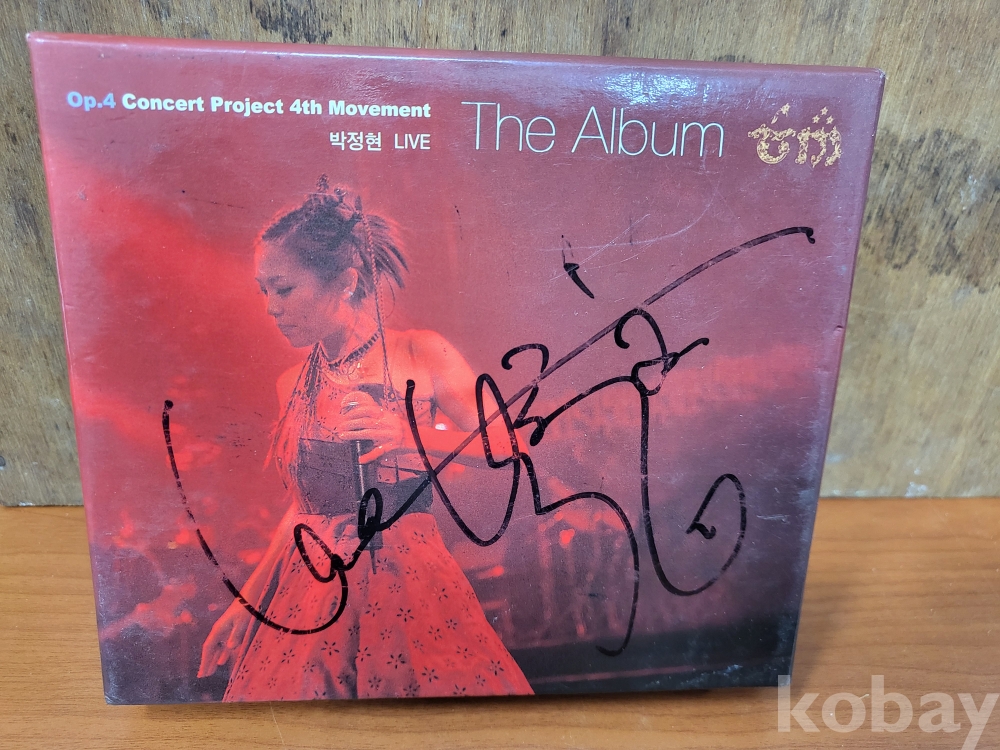 Op.4 Concert Project 4th Movement
박정현 LIVE
The Album
kobay